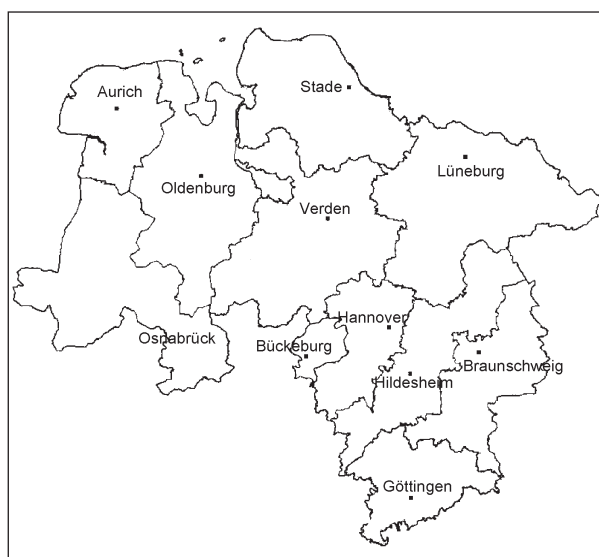 Stade
Aurich
Lüneburg
Oldenburg
Verden
Hannover
Osnabrück
Bückeburg
Braunschweig
Hildesheim
Göttingen